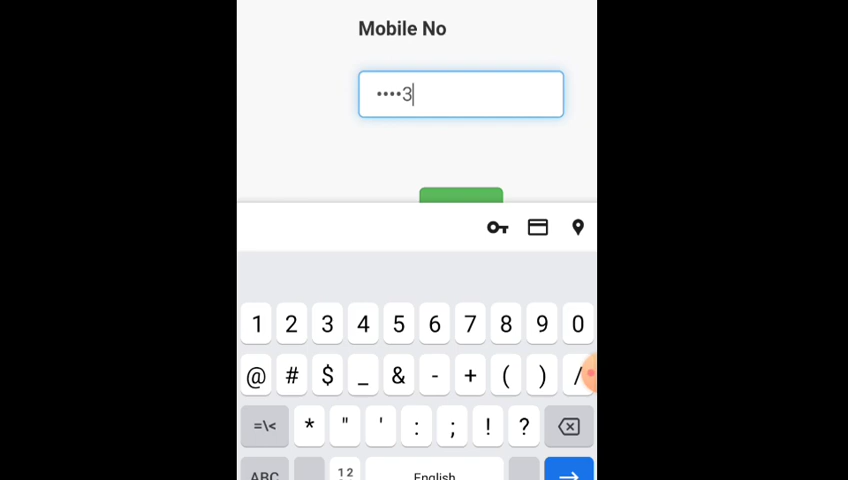 Mobile No
••••3
1 2 3 4 5 6 7 8 9 0
@ # $ _ & - + ( ) /
=\< * " ' : ; ! ?
ABC 12 English